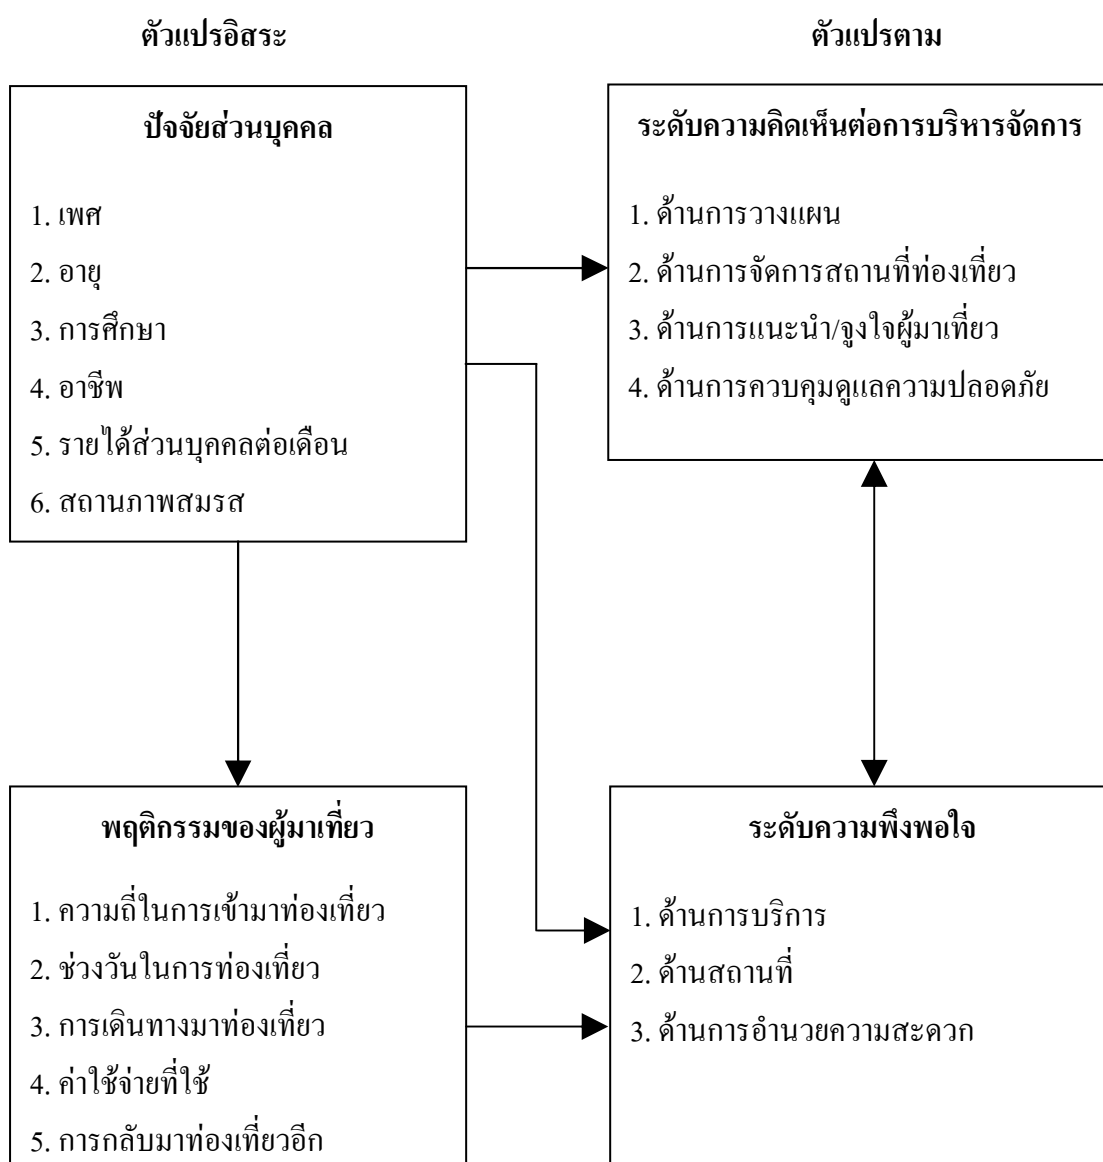 ตัวแปรอิสระ
ตัวแปรตาม
ปัจจัยส่วนบุคคล
1. เพศ
2. อายุ
3. การศึกษา
4. อาชีพ
5. รายได้ส่วนบุคคลต่อเดือน
6. สถานภาพสมรส
ระดับความคิดเห็นต่อการบริหารจัดการ
1. ด้านการวางแผน
2. ด้านการจัดการสถานที่ท่องเที่ยว
3. ด้านการแนะนำ/จูงใจผู้มาเที่ยว
4. ด้านการควบคุมดูแลความปลอดภัย
พฤติกรรมของผู้มาเที่ยว
1. ความถี่ในการเข้ามาท่องเที่ยว
2. ช่วงวันในการท่องเที่ยว
3. การเดินทางมาท่องเที่ยว
4. ค่าใช้จ่ายที่ใช้
5. การกลับมาท่องเที่ยวอีก
ระดับความพึงพอใจ
1. ด้านการบริการ
2. ด้านสถานที่
3. ด้านการอำนวยความสะดวก